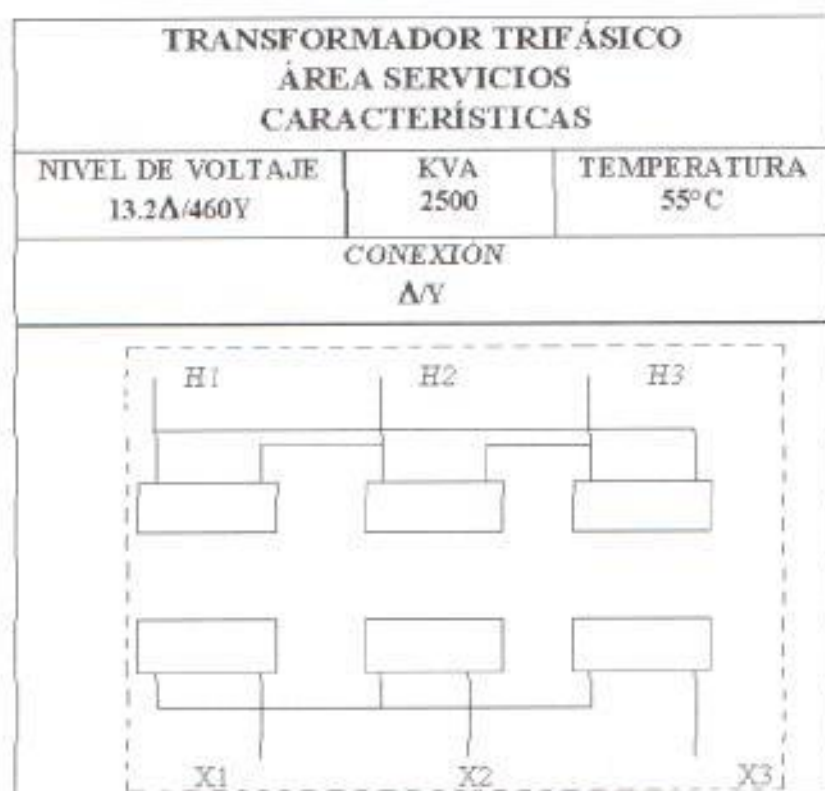 TRANSFORMADOR TRIFÁSICO
ÁREA SERVICIOS
CARACTERÍSTICAS
NIVEL DE VOLTAJE
13.2Δ/460Y
KVA
2500
TEMPERATURA
55°C
CONEXIÓN
Δ/Y
H1 H2 H3
X1 X2 X3